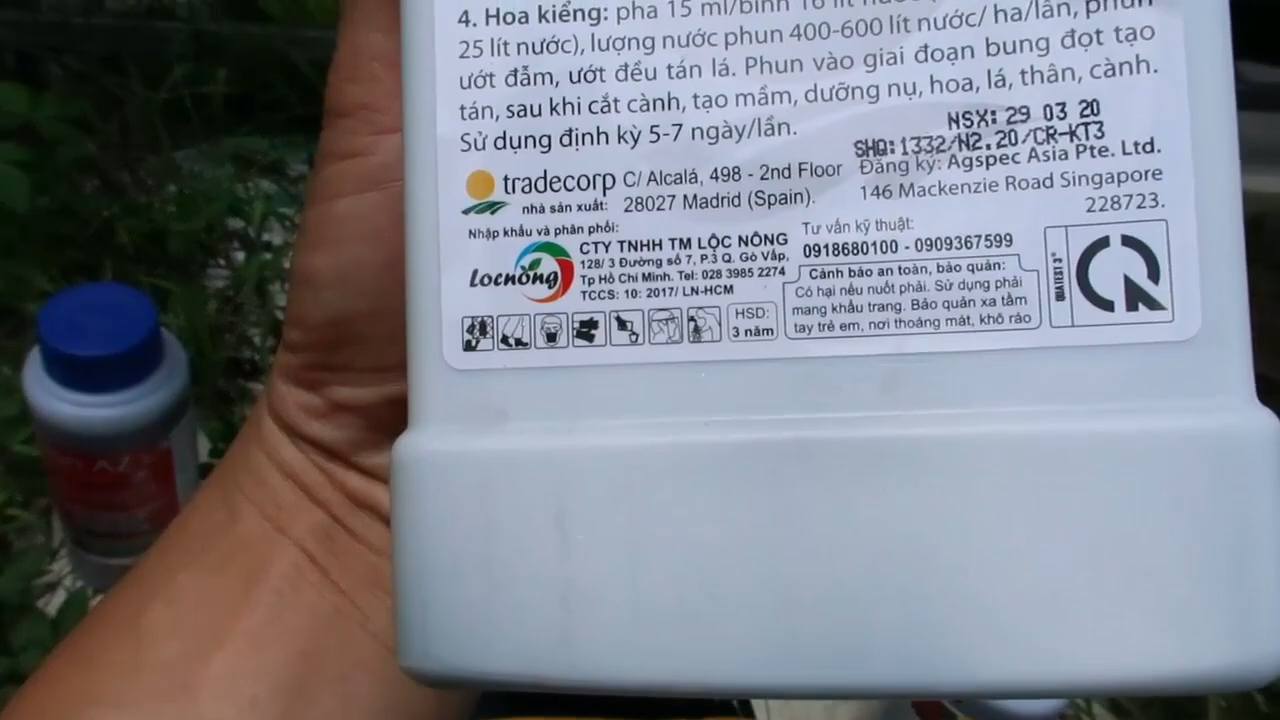 4. Hoa kiểng: pha 15 ml/bình 16 lít
25 lít nước), lượng nước phun 400-600 lít nước/ ha/lần, phun
ướt đẫm, ướt đều tán lá. Phun vào giai đoạn bung đọt tạo
tán, sau khi cắt cành, tạo mầm, dưỡng nụ, hoa, lá, thân, cành.
Sử dụng định kỳ 5-7 ngày/lần.
NSX: 29 03 20
SHQ:1332/N2.20/CR-KT3
tradecorp
nhà sản xuất:
C/ Alcalá, 498 - 2nd Floor
28027 Madrid (Spain).
Đăng ký: Agspec Asia Pte. Ltd.
146 Mackenzie Road Singapore
228723.
Nhập khẩu và phân phối:
Locnông
CTY TNHH TM LỘC NÔNG
128/ 3 Đường số 7, P.3 Q. Gò Vấp,
Tp Hồ Chí Minh. Tel: 028 3985 2274
TCCS: 10: 2017/ LN-HCM
Tư vấn kỹ thuật:
0918680100 - 0909367599
Cảnh báo an toàn, bảo quản:
Có hại nếu nuốt phải. Sử dụng phải
mang khẩu trang. Bảo quản xa tầm
tay trẻ em, nơi thoáng mát, khô ráo
HSD:
3 năm
QUATEST 3